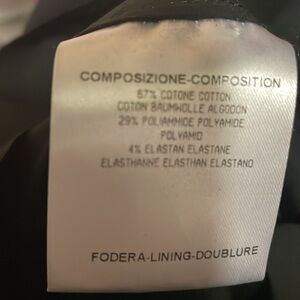 COMPOSIZIONE-COMPOSITION
67% COTONE COTTON
COTON BAUMWOLLE ALGODON
29% POLIAMMIDE POLYAMIDE
POLYAMID
4% ELASTAN ELASTANE
ELASTHANNE ELASTHAN ELASTANO
FODERA-LINING-DOUBLURE